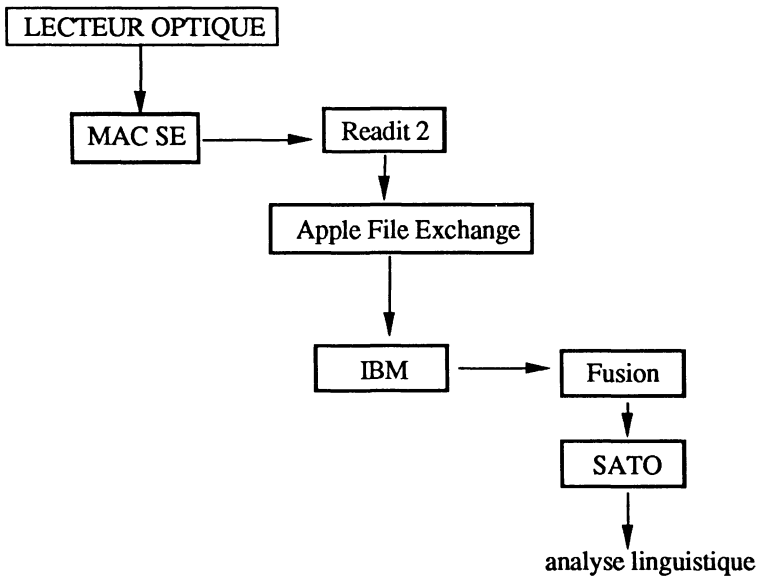 LECTEUR OPTIQUE
MAC SE
Readit 2
Apple File Exchange
IBM
Fusion
SATO
analyse linguistique